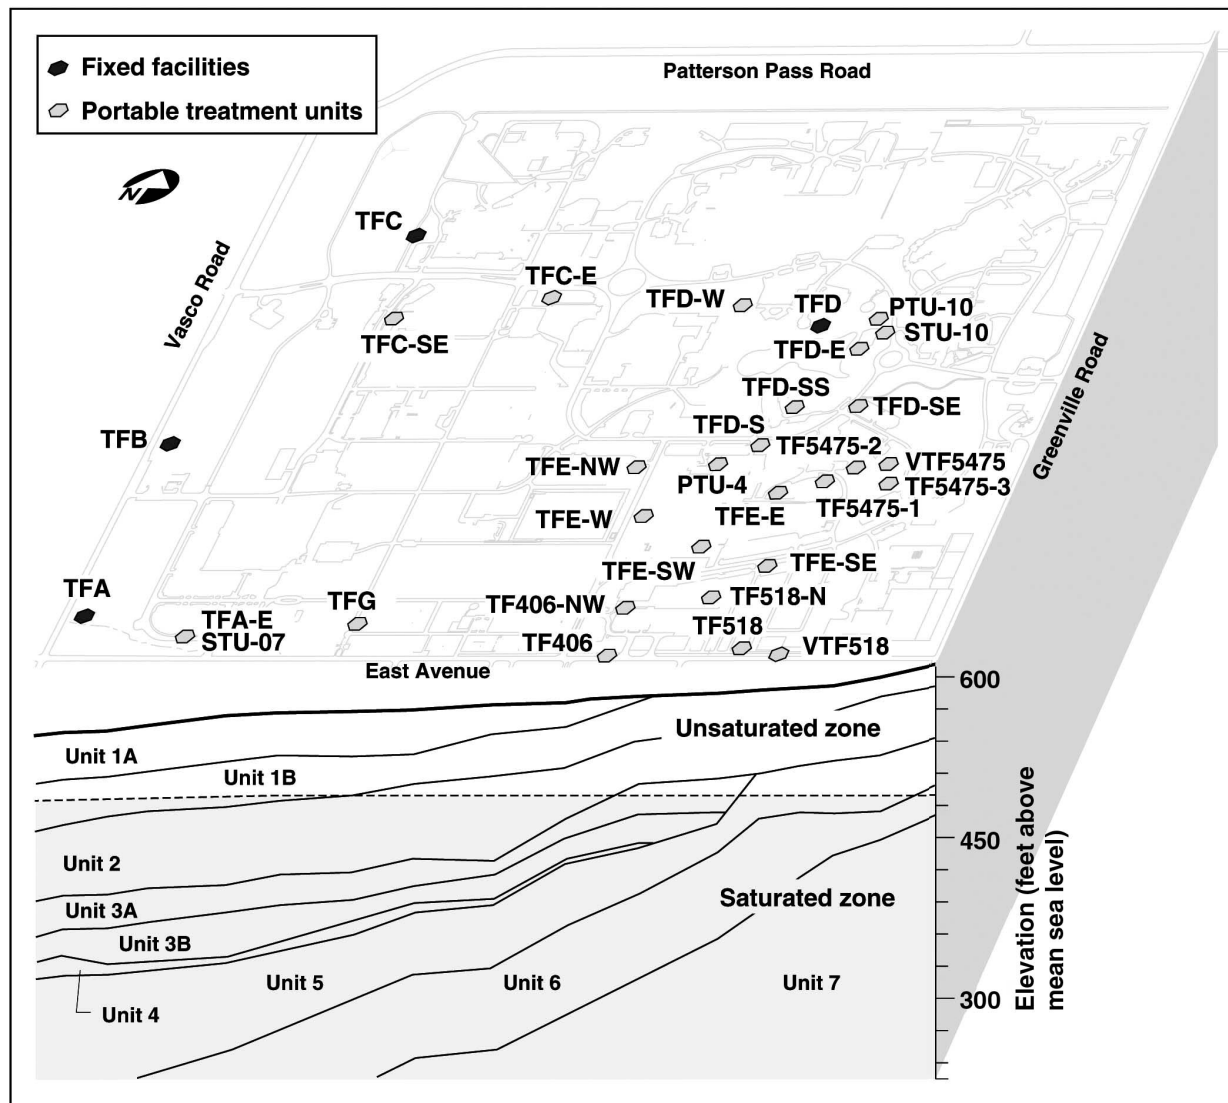 Fixed facilities
Portable treatment units
Patterson Pass Road
N
Vasco Road
Greenville Road
TFC
TFC-E
TFC-SE
TFD-W
TFD
PTU-10
STU-10
TFD-E
TFD-SS
TFD-SE
TFD-S
TFB
TFE-NW
PTU-4
TF5475-2
VTF5475
TF5475-3
TF5475-1
TFE-E
TFE-W
TFE-SW
TFE-SE
TFA
TFA-E
STU-07
TFG
TF406-NW
TF518-N
TF406
TF518
VTF518
East Avenue
600
Unit 1A
Unsaturated zone
Unit 1B
450
Unit 2
Saturated zone
Unit 3A
Unit 3B
Unit 5
Unit 6
Unit 7
300
Unit 4
Elevation (feet above
mean sea level)